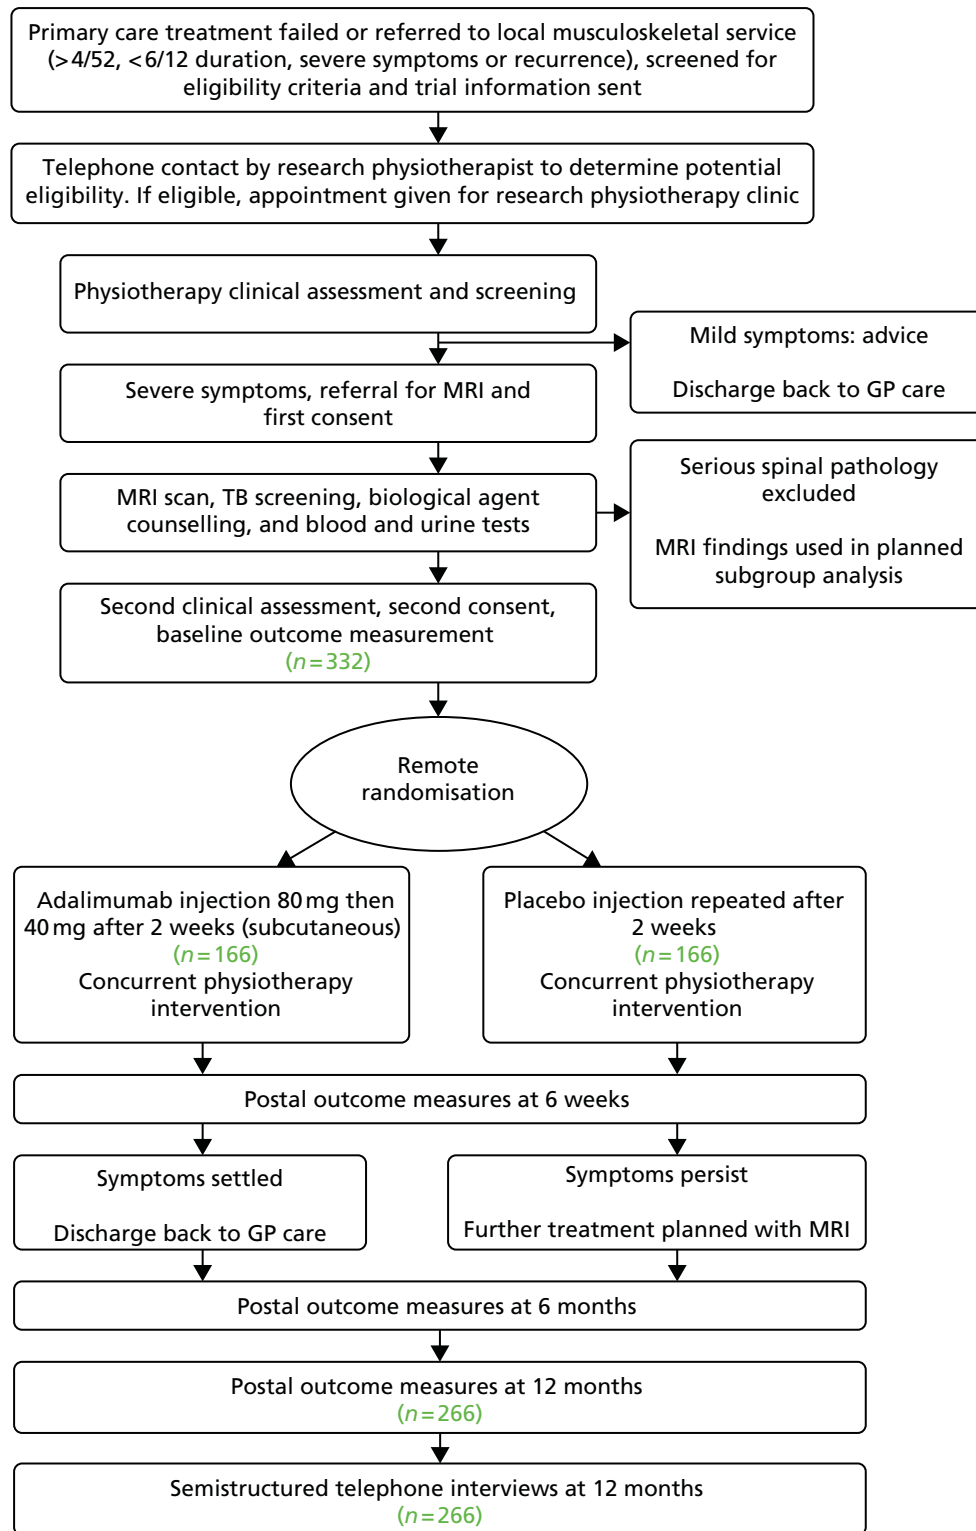 Primary care treatment failed or referred to local musculoskeletal service
(>4/52, <6/12 duration, severe symptoms or recurrence), screened for
eligibility criteria and trial information sent
Telephone contact by research physiotherapist to determine potential
eligibility. If eligible, appointment given for research physiotherapy clinic
Physiotherapy clinical assessment and screening
Mild symptoms: advice
Discharge back to GP care
Severe symptoms, referral for MRI and
first consent
MRI scan, TB screening, biological agent
counselling, and blood and urine tests
Serious spinal pathology
excluded
MRI findings used in planned
subgroup analysis
Second clinical assessment, second consent,
baseline outcome measurement
(n=332)
Remote
randomisation
Adalimumab injection 80 mg then
40 mg after 2 weeks (subcutaneous)
(n=166)
Concurrent physiotherapy
intervention
Placebo injection repeated after
2 weeks
(n=166)
Concurrent physiotherapy
intervention
Postal outcome measures at 6 weeks
Symptoms settled
Discharge back to GP care
Symptoms persist
Further treatment planned with MRI
Postal outcome measures at 6 months
Postal outcome measures at 12 months
(n=266)
Semistructured telephone interviews at 12 months
(n=266)